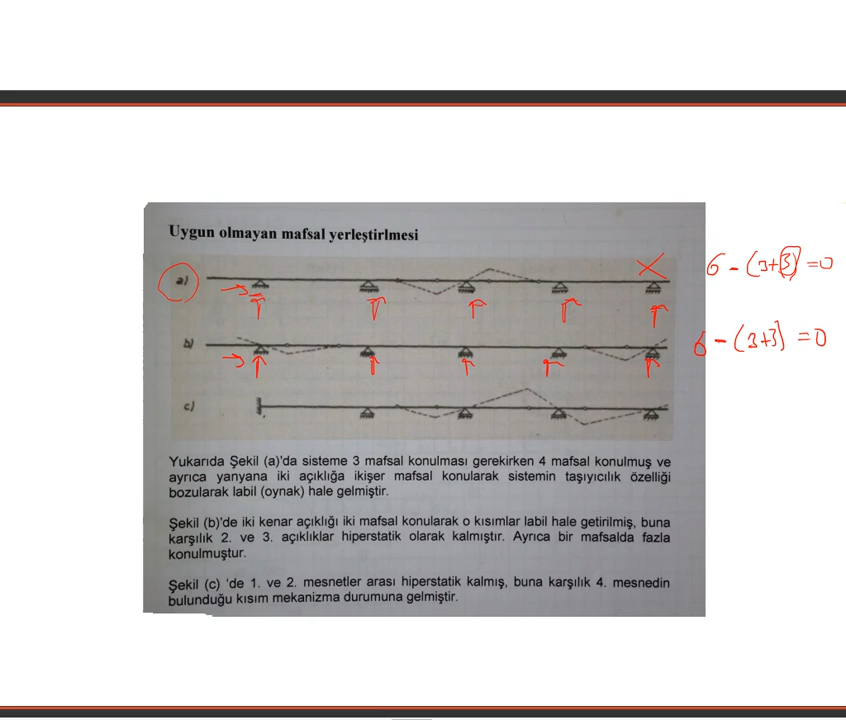 Uygun olmayan mafsal yerleştirlmesi
a)
6-(3+3)=0
b)
6-(3+3)=0
c)
Yukarıda Şekil (a)'da sisteme 3 mafsal konulması gerekirken 4 mafsal konulmuş ve
ayrıca yanyana iki açıklığa ikişer mafsal konularak sistemin taşıyıcılık özelliği
bozularak labil (oynak) hale gelmiştir.
Şekil (b)'de iki kenar açıklığı iki mafsal konularak o kısımlar labil hale getirilmiş, buna
karşılık 2. ve 3. açıklıklar hiperstatik olarak kalmıştır. Ayrıca bir mafsalda fazla
konulmuştur.
Şekil (c) 'de 1. ve 2. mesnetler arası hiperstatik kalmış, buna karşılık 4. mesnedin
bulunduğu kısım mekanizma durumuna gelmiştir.